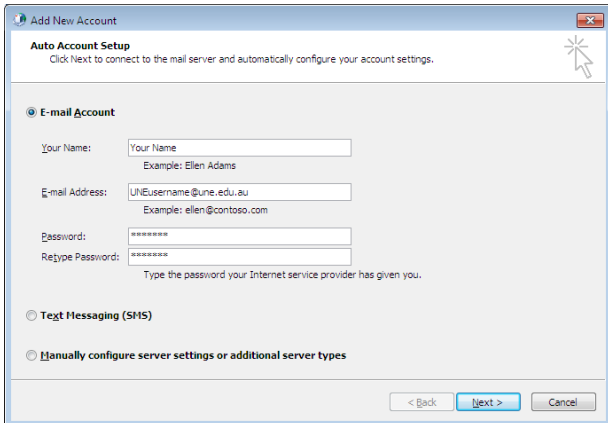 Add New Account
Auto Account Setup
Click Next to connect to the mail server and automatically configure your account settings.
E-mail Account
Your Name: Your Name
Example: Ellen Adams
E-mail Address: UNEusername@une.edu.au
Example: ellen@contoso.com
Password: *******
Retype Password: *******
Type the password your Internet service provider has given you.
Text Messaging (SMS)
Manually configure server settings or additional server types
< Back Next > Cancel